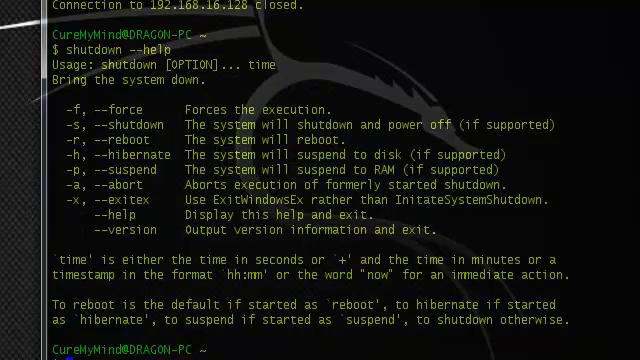 Connection to 192.168.16.128 closed.
CureMyMind@DRAGON-PC ~
$ shutdown --help
Usage: shutdown [OPTION]... time
Bring the system down.
-f, --force Forces the execution.
-s, --shutdown The system will shutdown and power off (if supported)
-r, --reboot The system will reboot.
-h, --hibernate The system will suspend to disk (if supported)
-p, --suspend The system will suspend to RAM (if supported)
-a, --abort Aborts execution of formerly started shutdown.
-x, --exitex Use ExitWindowsEx rather than InitateSystemShutdown.
--help Display this help and exit.
--version Output version information and exit.
`time' is either the time in seconds or `+' and the time in minutes or a
timestamp in the format `hh:mm' or the word "now" for an immediate action.
To reboot is the default if started as `reboot', to hibernate if started
as `hibernate', to suspend if started as `suspend', to shutdown otherwise.
CureMyMind@DRAGON-PC ~